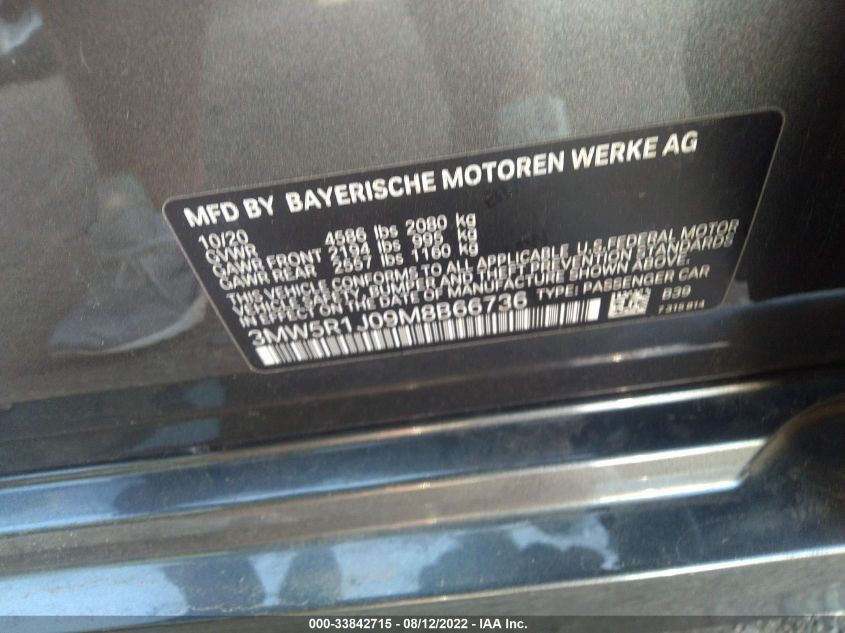 MFD BY BAYERISCHE MOTOREN WERKE AG
10/20
GVWR 4586 lbs 2080 kg
GAWR FRONT 2194 lbs 995 kg
GAWR REAR 2557 lbs 1160 kg
THIS VEHICLE CONFORMS TO ALL APPLICABLE U.S. FEDERAL MOTOR
VEHICLE SAFETY, BUMPER AND THEFT PREVENTION STANDARDS
IN EFFECT ON DATE OF MANUFACTURE SHOWN ABOVE.
3MW5R1J09M8B66736 TYPE: PASSENGER CAR
B39
7 319 814
000-33842715 - 08/12/2022 - IAA Inc.